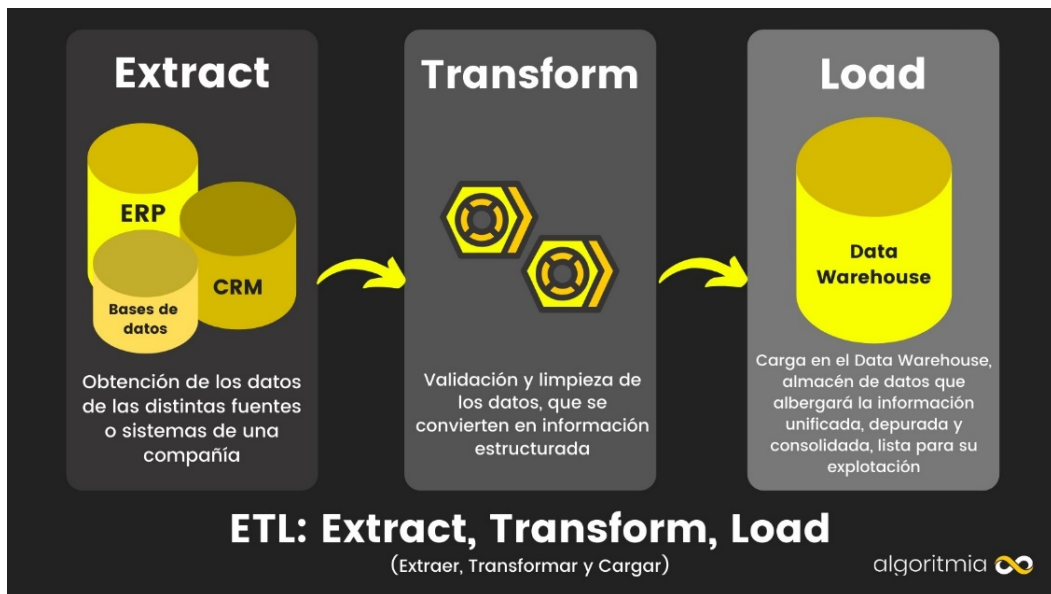 Extract
ERP
CRM
Bases de
datos
Obtención de los datos
de las distintas fuentes
o sistemas de una
compañía
Transform
Validación y limpieza de
los datos, que se
convierten en información
estructurada
Load
Data
Warehouse
Carga en el Data Warehouse,
almacén de datos que
albergará la información
unificada, depurada y
consolidada, lista para su
explotación
ETL: Extract, Transform, Load
(Extraer, Transformar y Cargar)
algoritmia